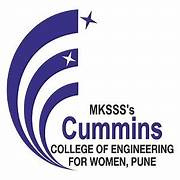 MKSSS's
Cummins
COLLEGE OF ENGINEERING
FOR WOMEN, PUNE